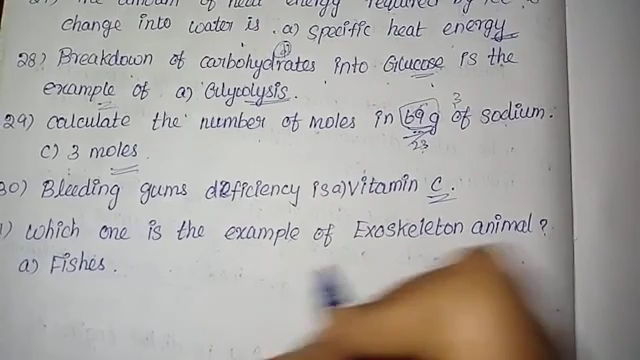 change into water is . a) specific heat energy
28) Breakdown of carbohydrates into Glucose is the
example of a) Glycolysis.
29) calculate the number of moles in 69 g of sodium.
3
23
c) 3 moles.
30) Bleeding gums deficiency is a) Vitamin C.
1) which one is the example of Exoskeleton animal?
a) Fishes.